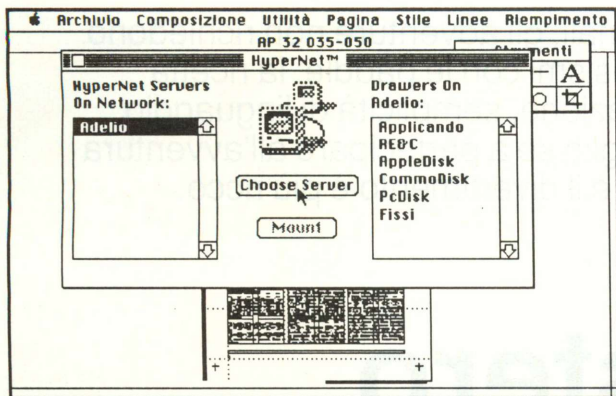 Archivio Composizione Utilità Pagina Stile Linee Riempimento
AP 32 035-050
Strumenti
A
HyperNet™
HyperNet Servers
On Network:
Adelio
Choose Server
Mount
Drawers On
Adelio:
Applicando
RE&C
AppleDisk
CommoDisk
PcDisk
Fissi